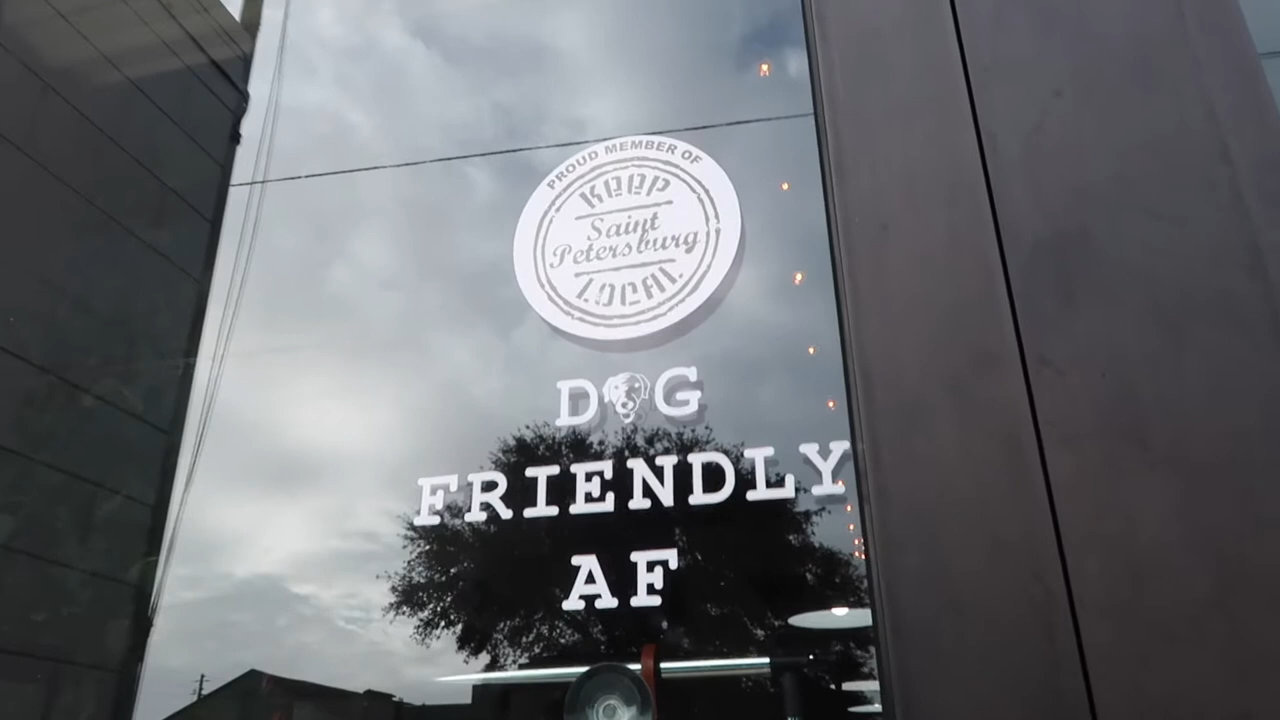 PROUD MEMBER OF
KEEP
Saint
Petersburg
LOCAL
DOG
FRIENDLY
AF